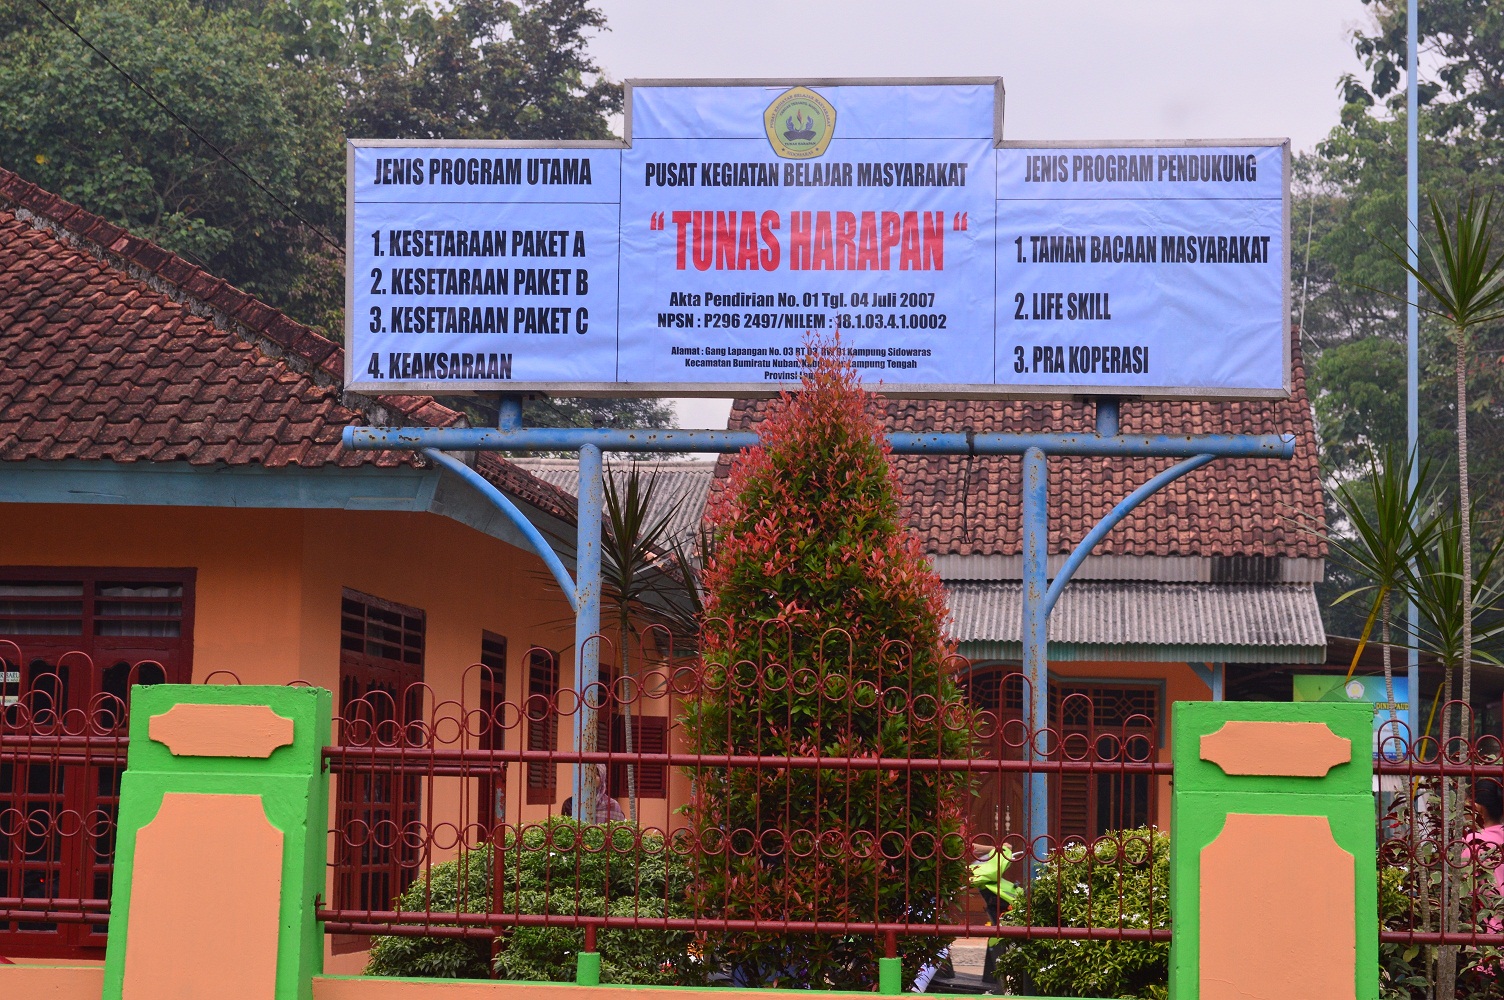 JENIS PROGRAM UTAMA
1. KESETARAAN PAKET A
2. KESETARAAN PAKET B
3. KESETARAAN PAKET C
4. KEAKSARAAN
PUSAT KEGIATAN BELAJAR MASYARAKAT
“ TUNAS HARAPAN “
Akta Pendirian No. 01 Tgl. 04 Juli 2007
NPSN : P296 2497/NILEM : 18.1.03.4.1.0002
Alamat : Gang Lapangan No. 03 RT 03 Kampung Sidowaras
Kecamatan Bumiratu Nuban, Lampung Tengah
Provinsi
JENIS PROGRAM PENDUKUNG
1. TAMAN BACAAN MASYARAKAT
2. LIFE SKILL
3. PRA KOPERASI